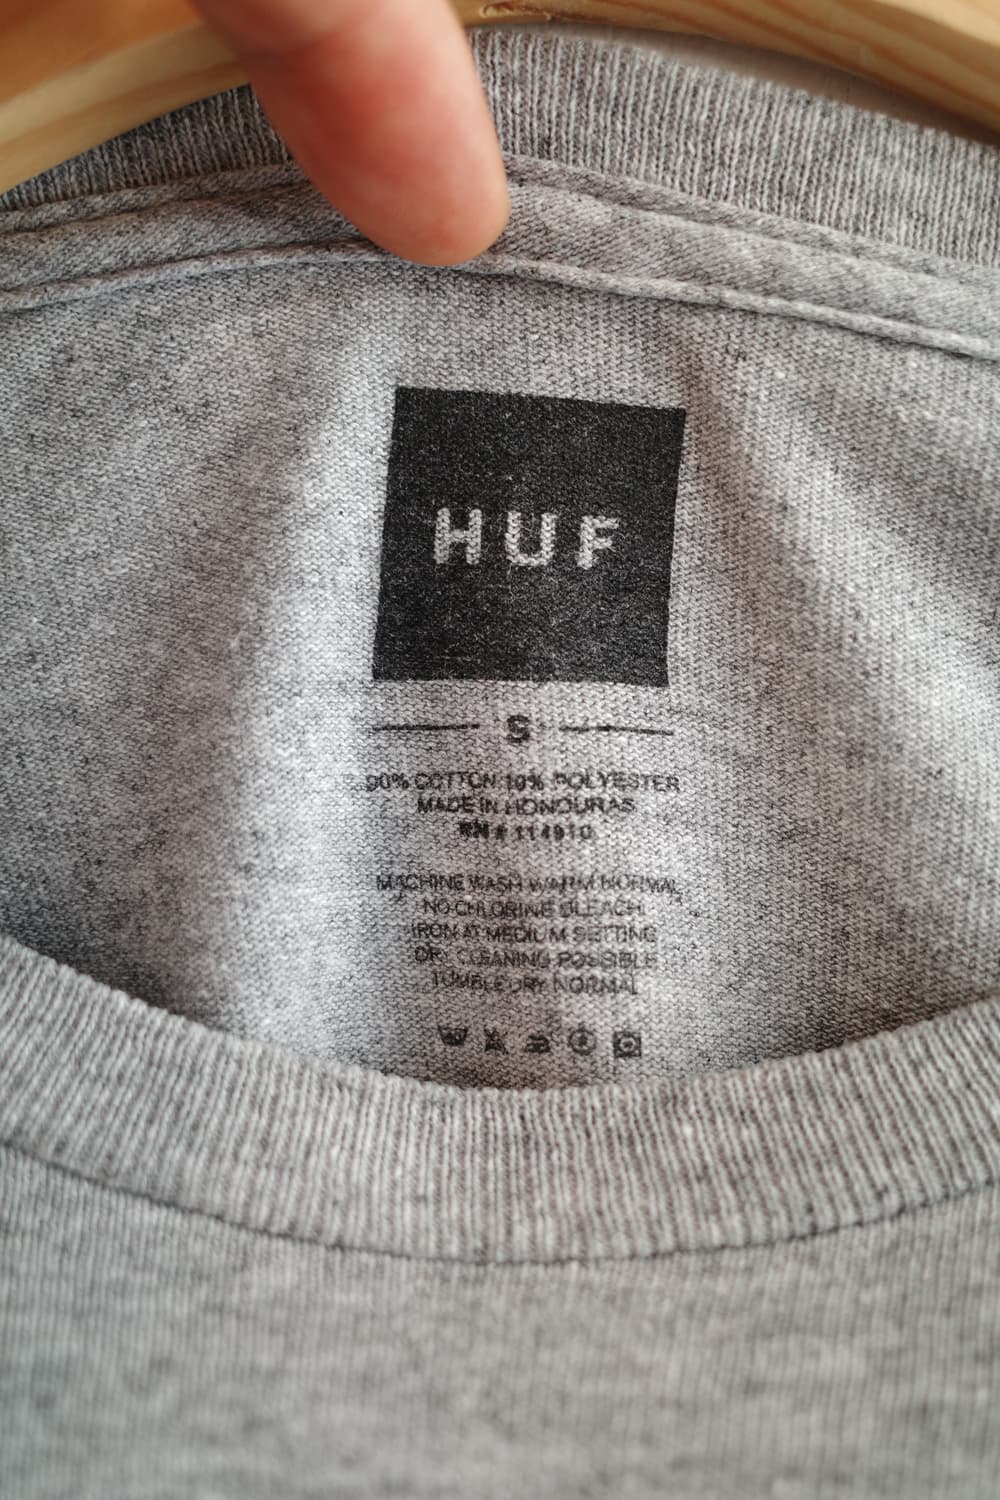 HUF
S
90% COTTON 10% POLYESTER
MADE IN HONDURAS
RN# 114910
MACHINE WASH WARM NORMAL
NO CHLORINE BLEACH
IRON AT MEDIUM SETTING
DRY CLEANING POSSIBLE
TUMBLE DRY NORMAL